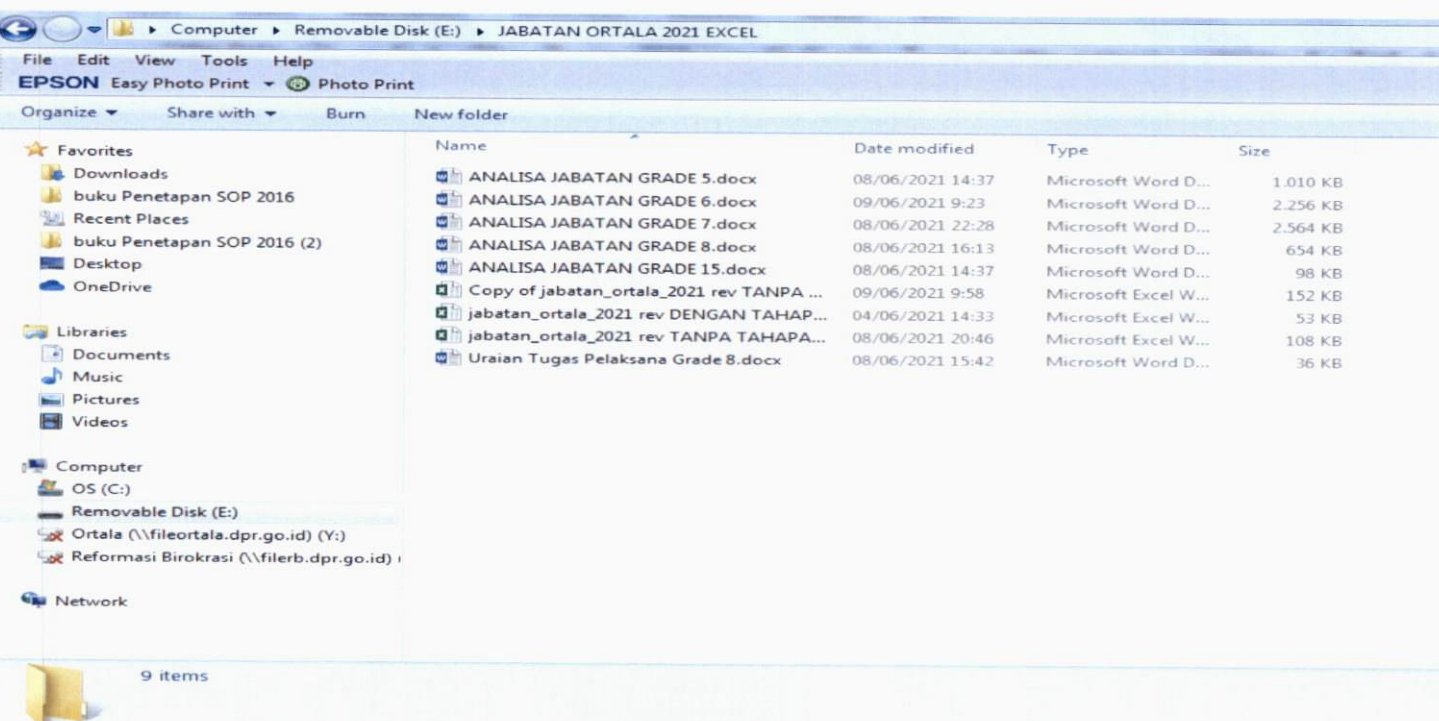 Computer ▸ Removable Disk (E:) ▸ JABATAN ORTALA 2021 EXCEL
File Edit View Tools Help
EPSON Easy Photo Print Photo Print
Organize Share with Burn New folder
Favorites
Downloads
buku Penetapan SOP 2016
Recent Places
buku Penetapan SOP 2016 (2)
Desktop
OneDrive
Libraries
Documents
Music
Pictures
Videos
Computer
OS (C:)
Removable Disk (E:)
Ortala (\\fileortala.dpr.go.id) (Y:)
Reformasi Birokrasi (\\filerb.dpr.go.id) (
Network
Name Date modified Type Size
ANALISA JABATAN GRADE 5.docx 08/06/2021 14:37 Microsoft Word D... 1.010 KB
ANALISA JABATAN GRADE 6.docx 09/06/2021 9:23 Microsoft Word D... 2.256 KB
ANALISA JABATAN GRADE 7.docx 08/06/2021 22:28 Microsoft Word D... 2.564 KB
ANALISA JABATAN GRADE 8.docx 08/06/2021 16:13 Microsoft Word D... 654 KB
ANALISA JABATAN GRADE 15.docx 08/06/2021 14:37 Microsoft Word D... 98 KB
Copy of jabatan_ortala_2021 rev TANPA ... 09/06/2021 9:58 Microsoft Excel W... 152 KB
jabatan_ortala_2021 rev DENGAN TAHAP... 04/06/2021 14:33 Microsoft Excel W... 53 KB
jabatan_ortala_2021 rev TANPA TAHAPA... 08/06/2021 20:46 Microsoft Excel W... 108 KB
Uraian Tugas Pelaksana Grade 8.docx 08/06/2021 15:42 Microsoft Word D... 36 KB
9 items